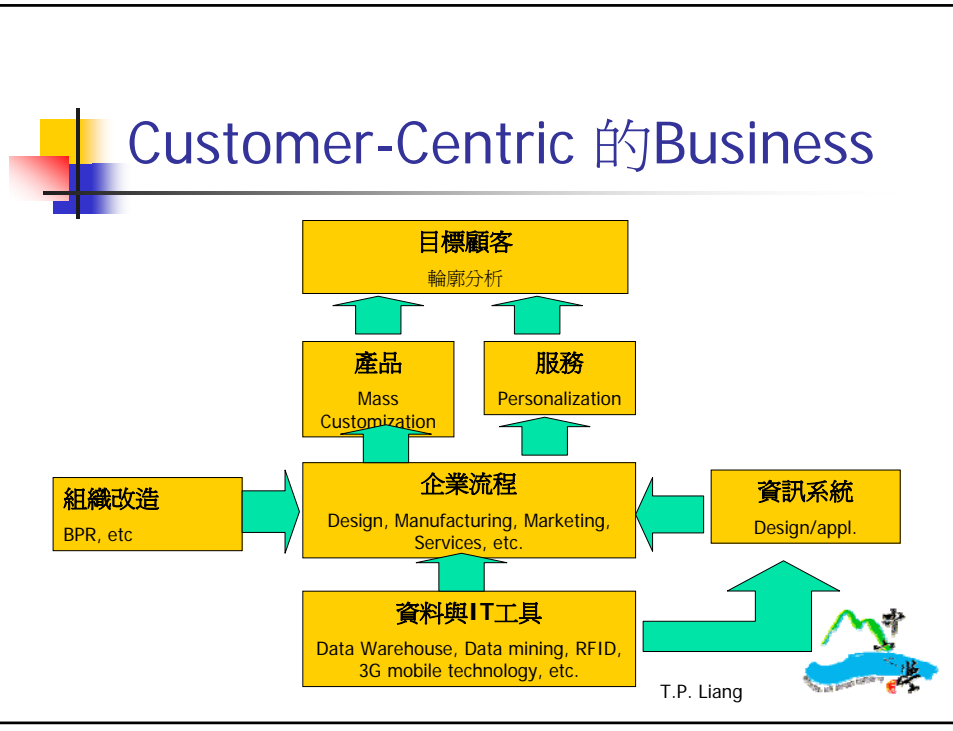 Customer-Centric 的Business
目標顧客
輪廓分析
產品
Mass
Customization
服務
Personalization
組織改造
BPR, etc
企業流程
Design, Manufacturing, Marketing,
Services, etc.
資訊系統
Design/appl.
資料與IT工具
Data Warehouse, Data mining, RFID,
3G mobile technology, etc.
T.P. Liang